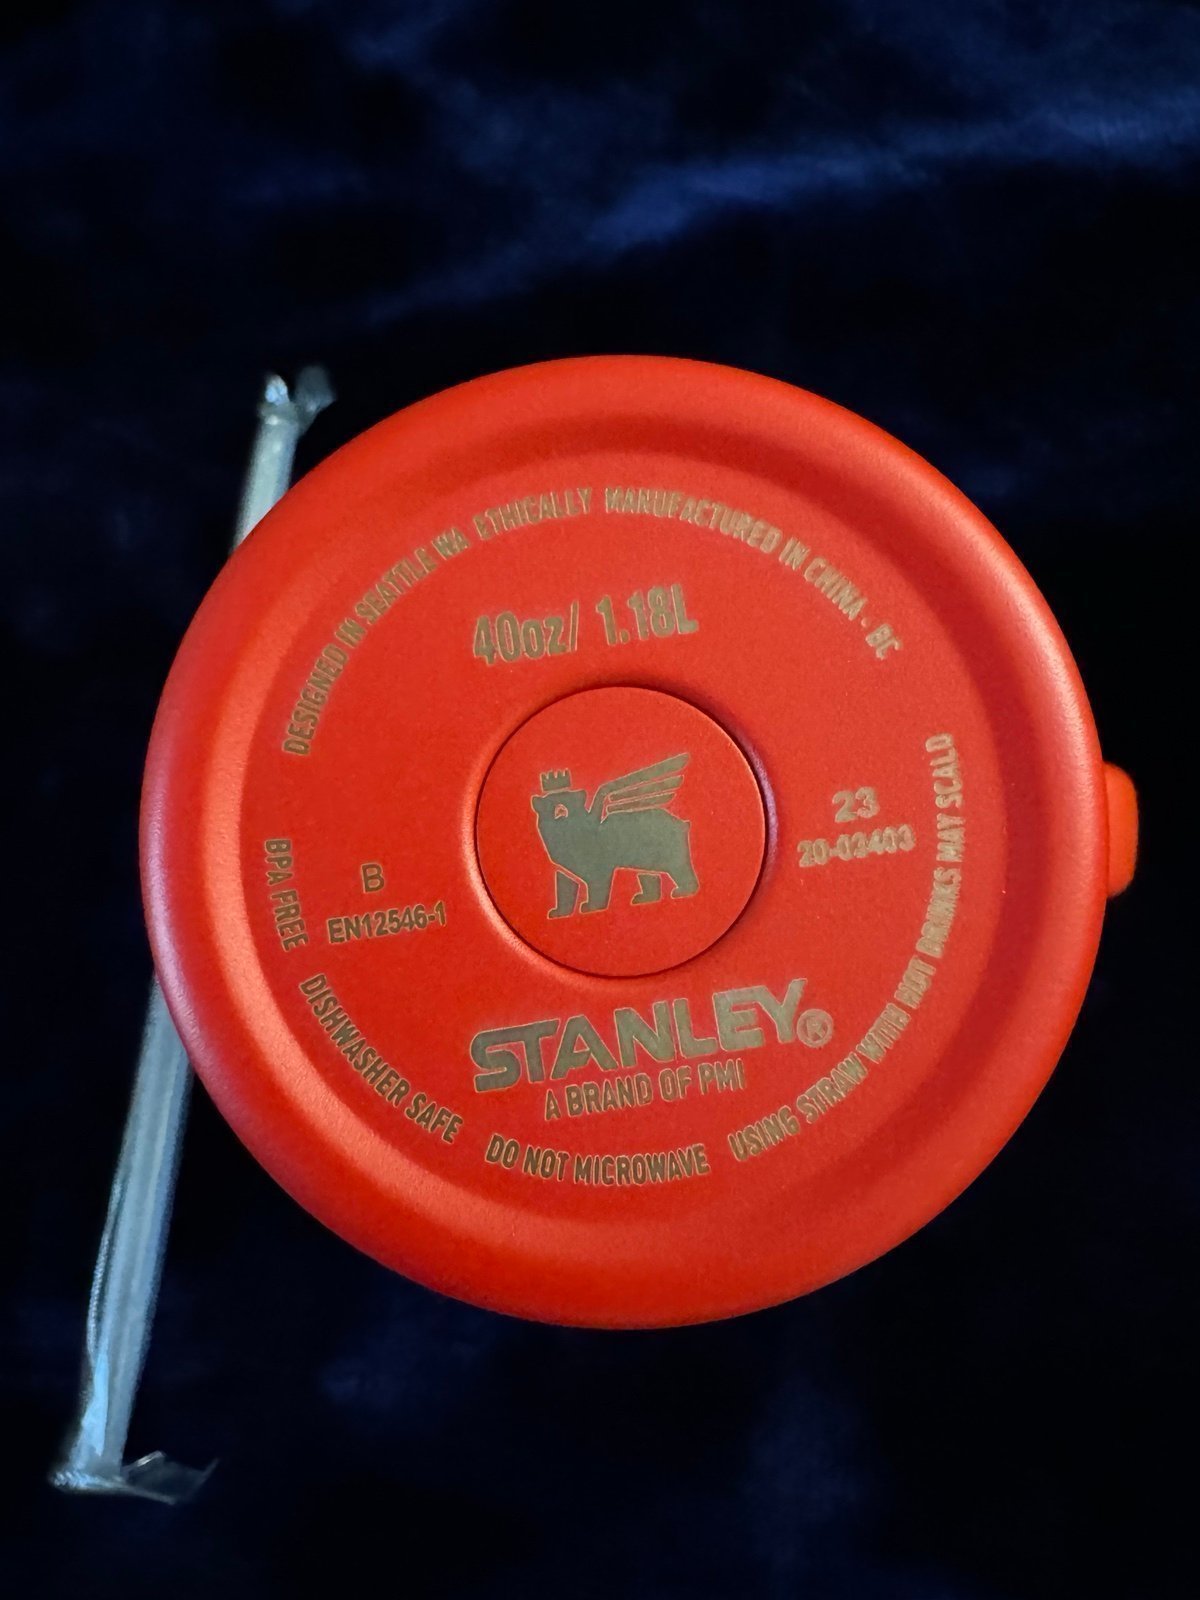 DESIGNED IN SEATTLE WA ETHICALLY MANUFACTURED IN CHINA - BC
40oz/ 1.18L
23
20-03403
B
EN12546-1
STANLEY®
A BRAND OF PMI
BPA FREE DISHWASHER SAFE DO NOT MICROWAVE USING STRAW WITH HOT DRINKS MAY SCALD